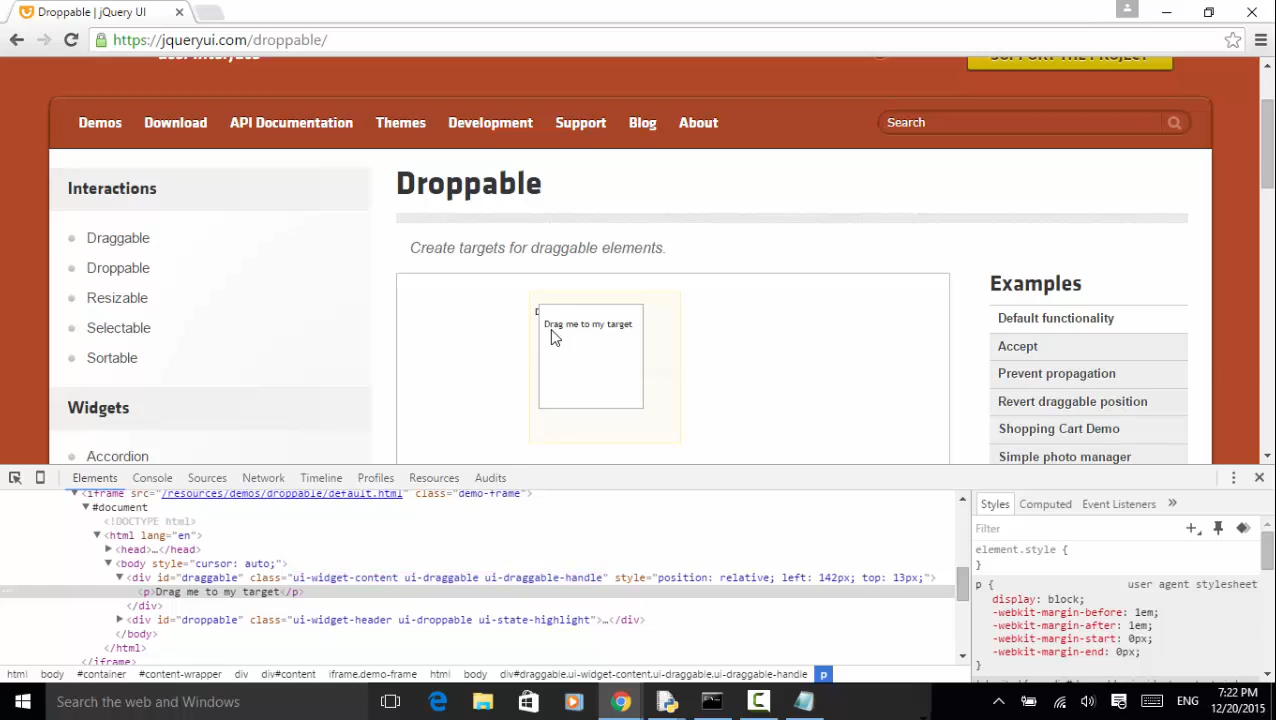 Droppable | jQuery UI
https://jqueryui.com/droppable/
user interface
SUPPORT THE PROJECT
Demos
Download
API Documentation
Themes
Development
Support
Blog
About
Search
Interactions
Draggable
Droppable
Resizable
Selectable
Sortable
Widgets
Accordion
Droppable
Create targets for draggable elements.
D
Drag me to my target
Examples
Default functionality
Accept
Prevent propagation
Revert draggable position
Shopping Cart Demo
Simple photo manager
Elements
Console
Sources
Network
Timeline
Profiles
Resources
Audits
<iframe src="/resources/demos/droppable/default.html" class="demo-frame">
#document
<!DOCTYPE html>
<html lang="en">
<head>…</head>
<body style="cursor: auto;">
<div id="draggable" class="ui-widget-content ui-draggable ui-draggable-handle" style="position: relative; left: 142px; top: 13px;">
<p>Drag me to my target</p>
</div>
<div id="droppable" class="ui-widget-header ui-droppable ui-state-highlight">…</div>
</body>
</html>
</iframe>
html body #container #content-wrapper div div#content iframe.demo-frame html body div#draggable.ui-widget-content.ui-draggable.ui-draggable-handle p
Styles
Computed
Event Listeners
»
Filter
element.style {
}
p { user agent stylesheet
display: block;
-webkit-margin-before: 1em;
-webkit-margin-after: 1em;
-webkit-margin-start: 0px;
-webkit-margin-end: 0px;
}
Search the web and Windows
ENG
7:22 PM
12/20/2015